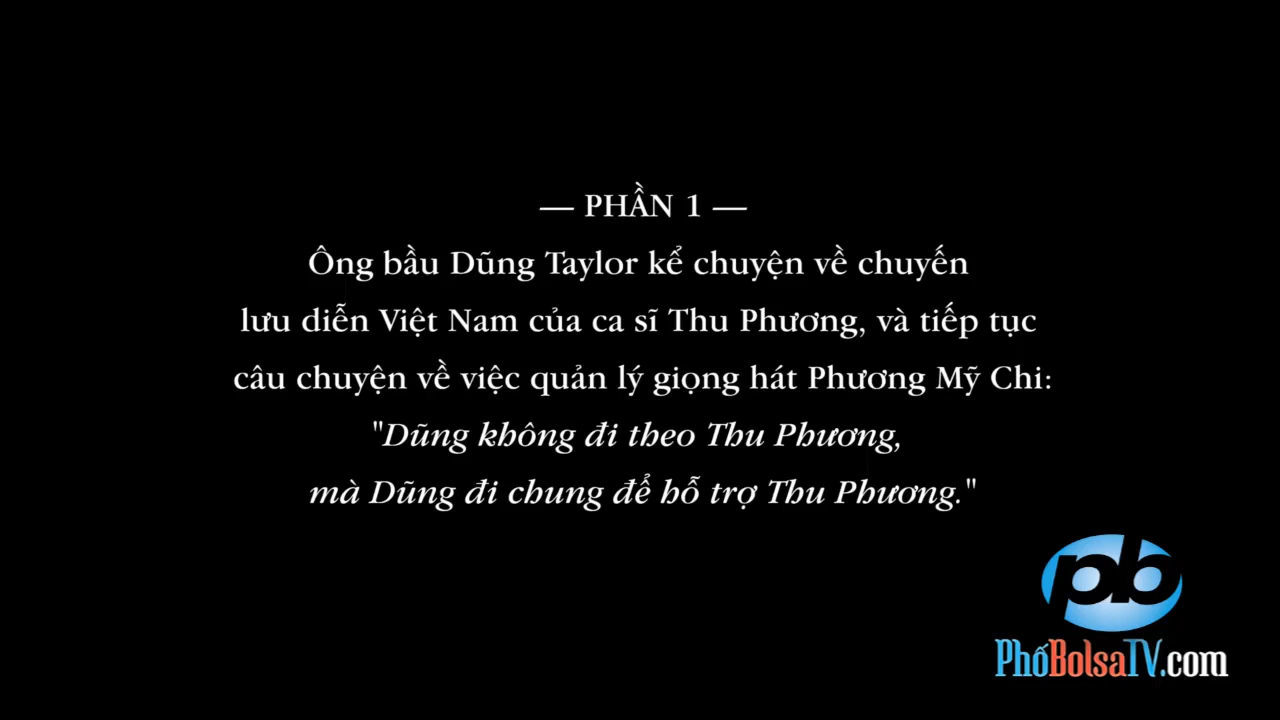 — PHẦN 1 —
Ông bầu Dũng Taylor kể chuyện về chuyến
lưu diễn Việt Nam của ca sĩ Thu Phương, và tiếp tục
câu chuyện về việc quản lý giọng hát Phương Mỹ Chi:
"Dũng không đi theo Thu Phương,
mà Dũng đi chung để hỗ trợ Thu Phương."
pb
PhốBolsaTV.com